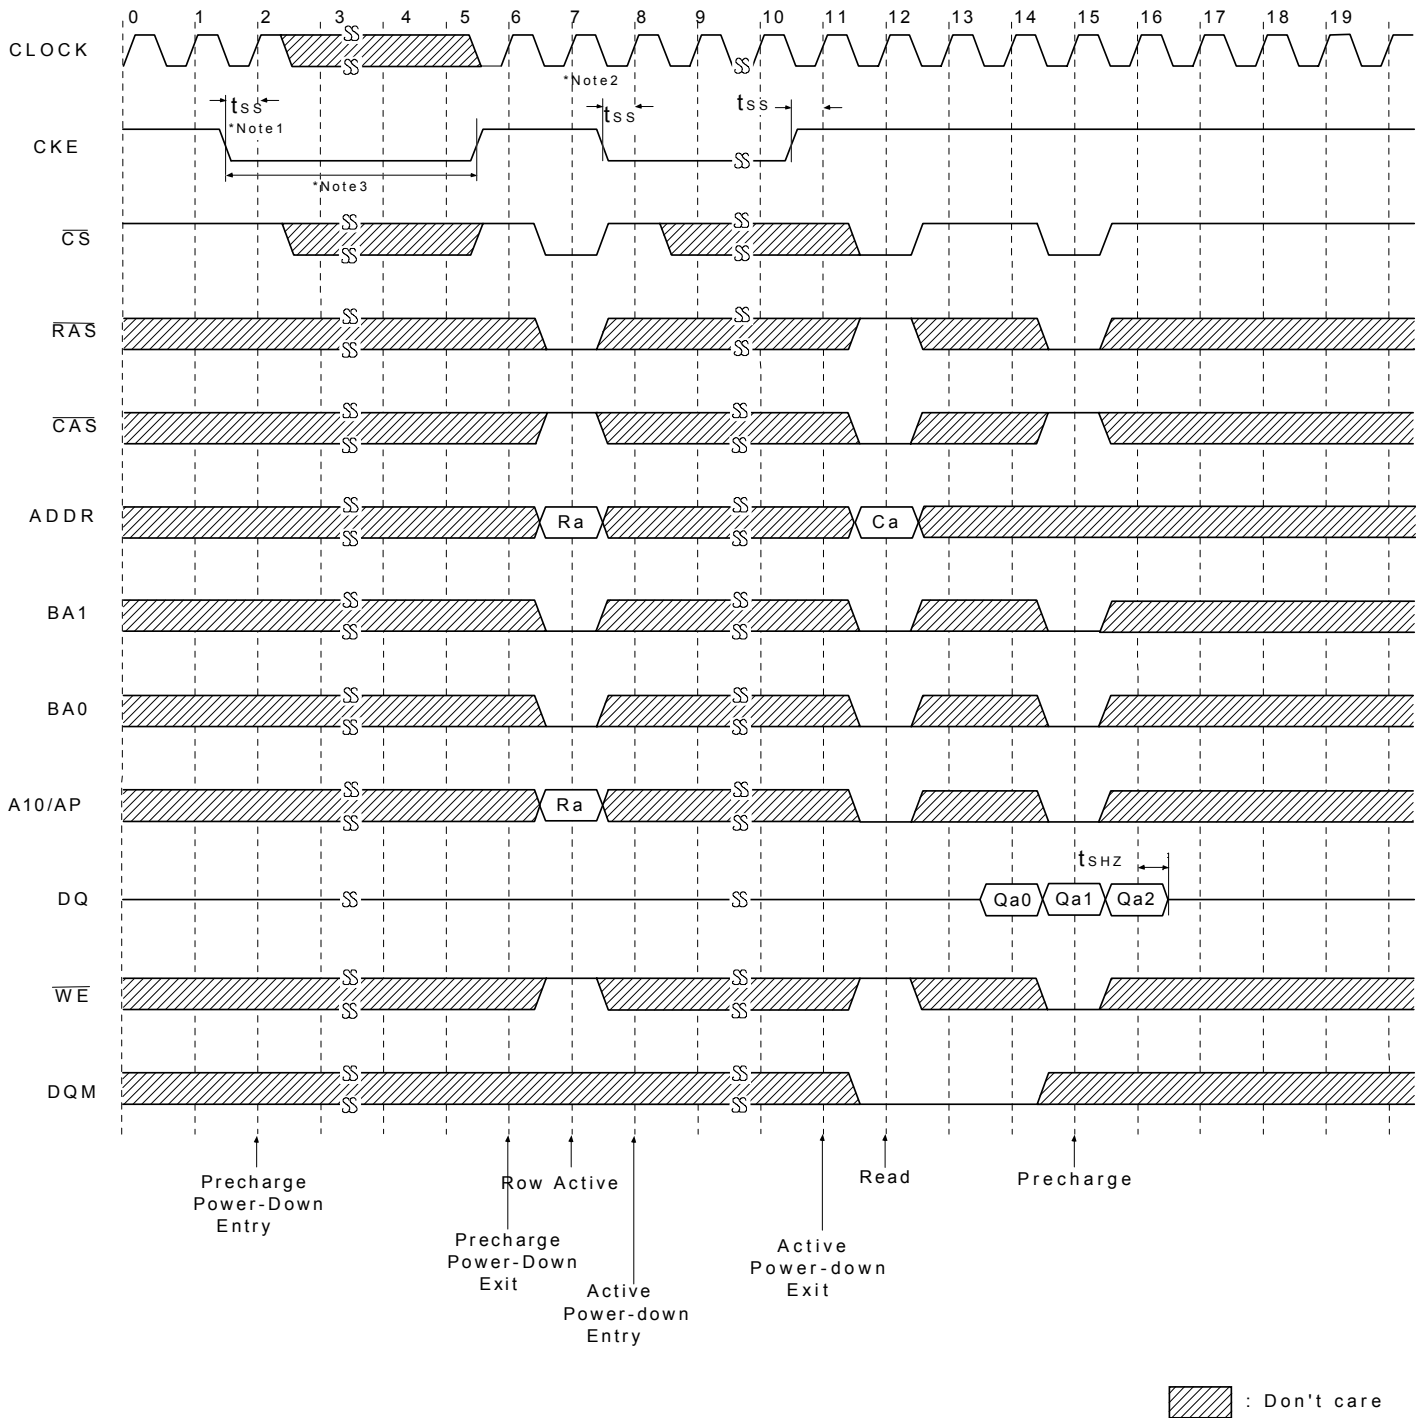 0 1 2 3 4 5 6 7 8 9 10 11 12 13 14 15 16 17 18 19
CLOCK
*Note2
tSS
tSS
tSS
*Note1
CKE
*Note3
CS
RAS
CAS
ADDR
Ra
Ca
BA1
BA0
A10/AP
Ra
tSHZ
DQ
Qa0
Qa1
Qa2
WE
DQM
Precharge
Power-Down
Entry
Row Active
Read
Precharge
Precharge
Power-Down
Exit
Active
Power-down
Exit
Active
Power-down
Entry
: Don't care